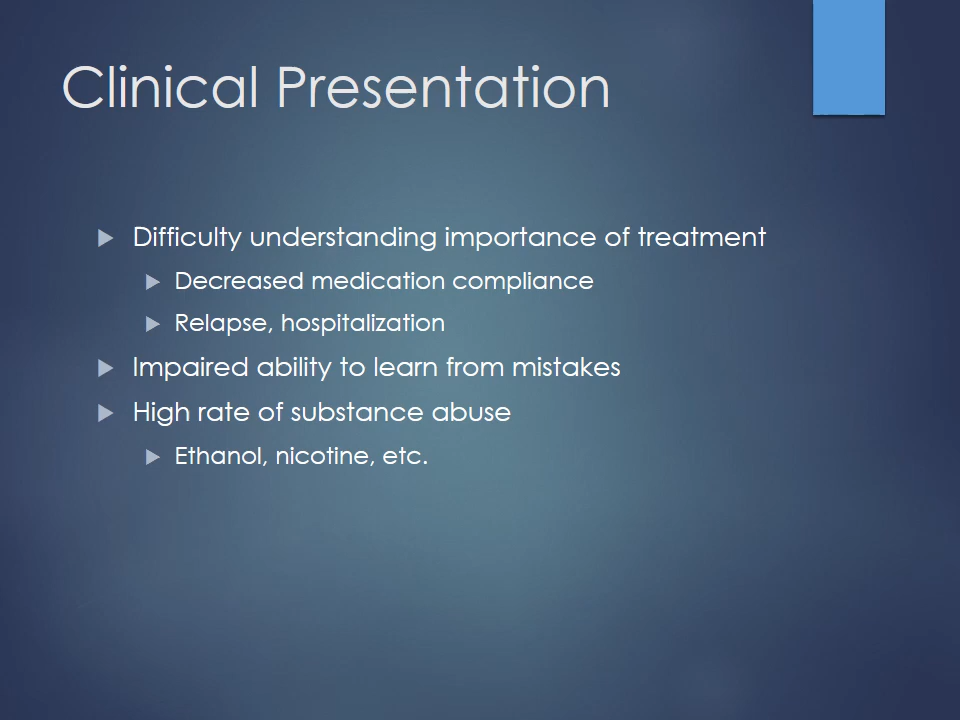 Clinical Presentation
Difficulty understanding importance of treatment
Decreased medication compliance
Relapse, hospitalization
Impaired ability to learn from mistakes
High rate of substance abuse
Ethanol, nicotine, etc.